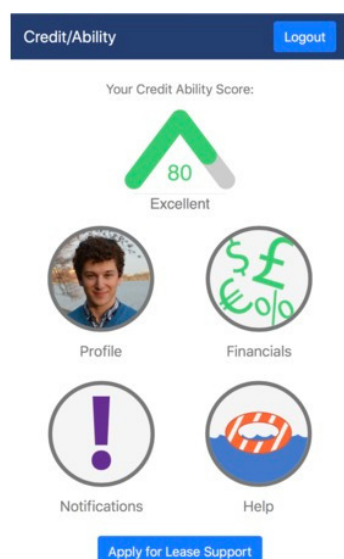 Credit/Ability
Logout
Your Credit Ability Score:
80
Excellent
Profile
Financials
Notifications
Help
Apply for Lease Support